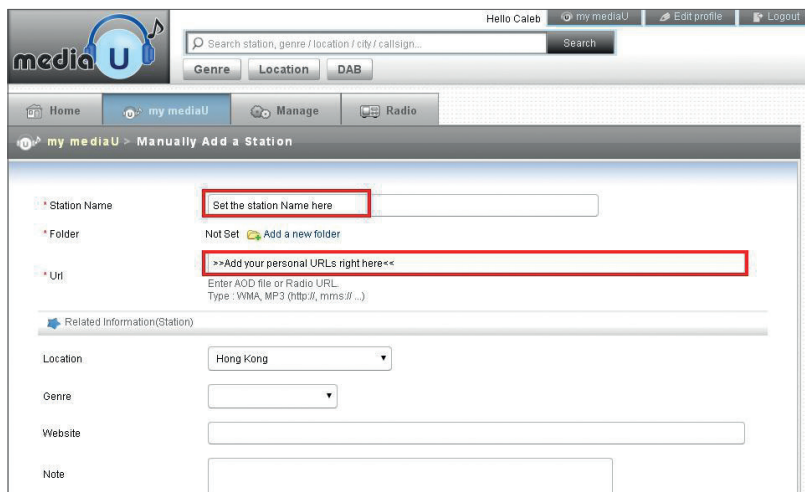 Hello Caleb my mediaU Edit profile Logout
media U
Search station, genre / location / city / callsign... Search
Genre Location DAB
Home my mediaU Manage Radio
my mediaU > Manually Add a Station
* Station Name Set the station Name here
* Folder Not Set Add a new folder
* Url >>Add your personal URLs right here<<
Enter AOD file or Radio URL.
Type : WMA, MP3 (http://, mms:// ...)
Related Information(Station)
Location Hong Kong
Genre
Website
Note